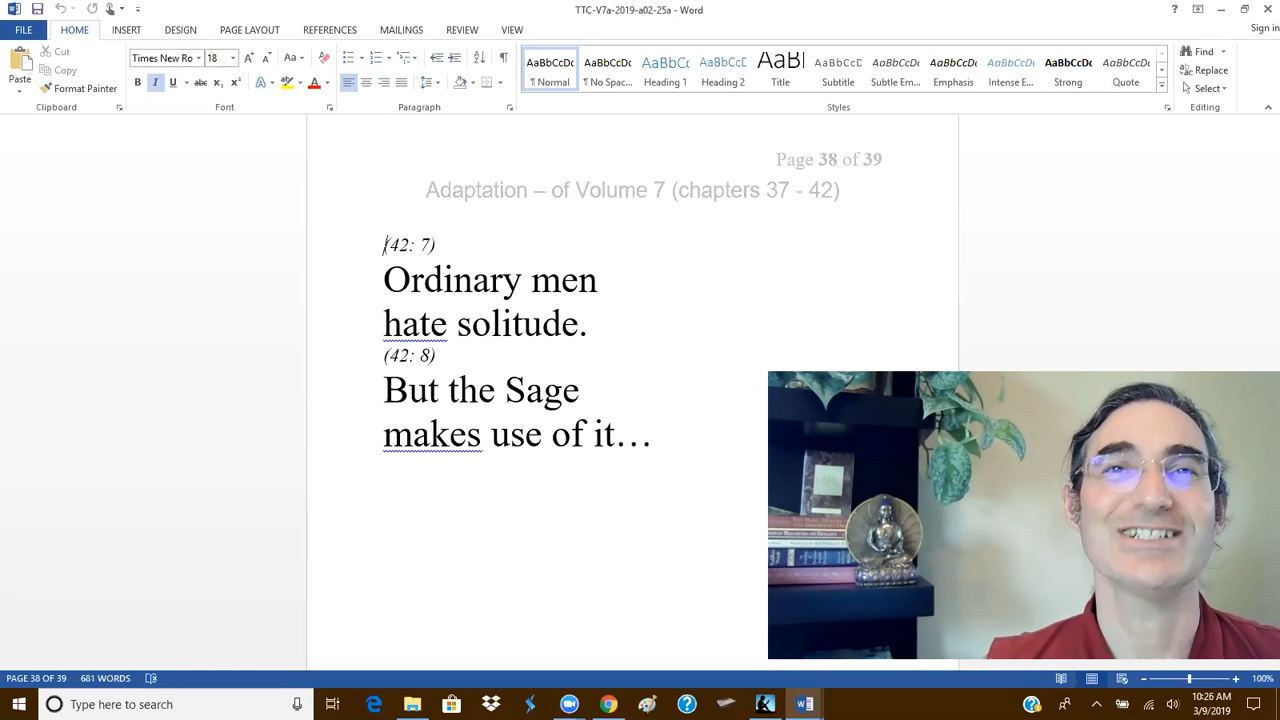 TTC-V7a-2019-a02-25a - Word
Sign in
FILE HOME INSERT DESIGN PAGE LAYOUT REFERENCES MAILINGS REVIEW VIEW
Paste
Cut
Copy
Format Painter
Clipboard
Times New Ro 18
Font
Paragraph
AaBbCcDc AaBbCcDc AaBbC AaBbCcD AaBl AaBbCcD AaBbCcDc AaBbCcDc AaBbCcDc AaBbCcDc AaBbCcDc
¶ Normal ¶ No Spac... Heading 1 Heading 2 Title Subtitle Subtle Em... Emphasis Intense E... Strong Quote
Styles
Find
Replace
Select
Editing
Page 38 of 39
Adaptation – of Volume 7 (chapters 37 - 42)
(42: 7)
Ordinary men
hate solitude.
(42: 8)
But the Sage
makes use of it…
PAGE 38 OF 39 681 WORDS
100%
Type here to search
10:26 AM
3/9/2019